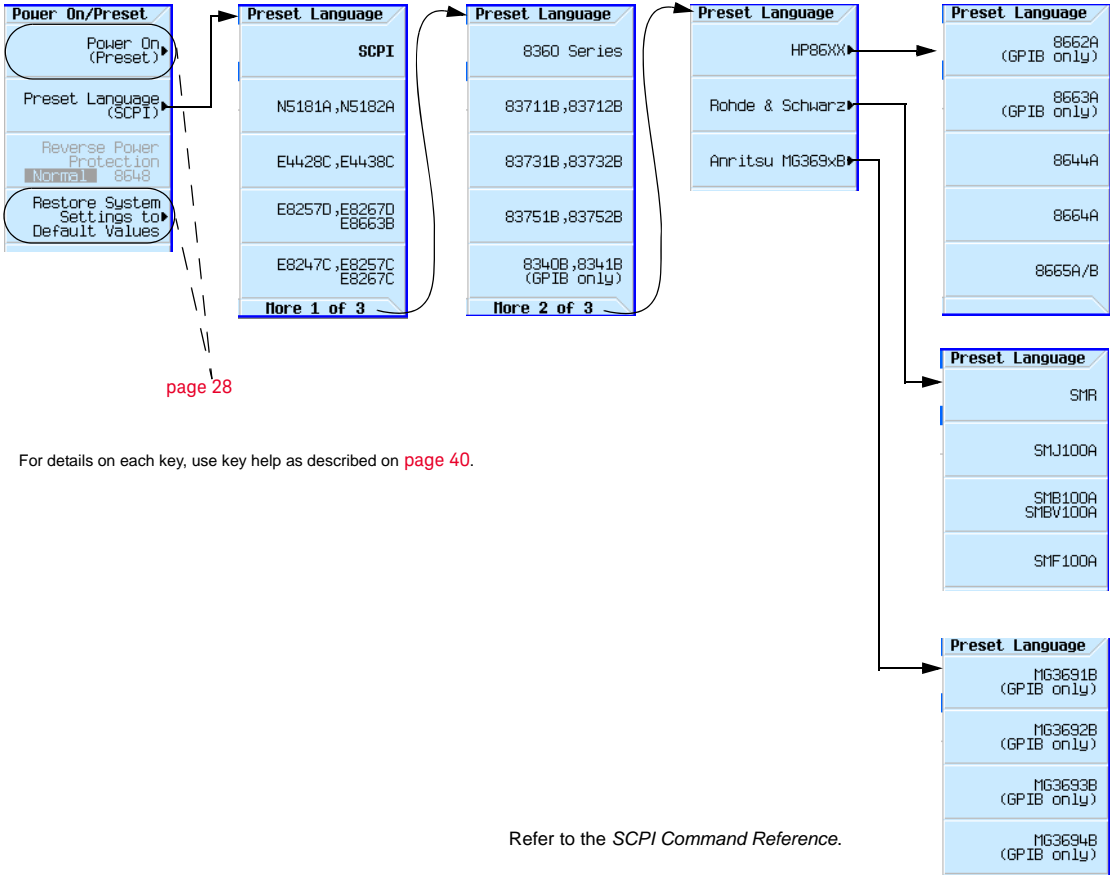 Power On/Preset
Power On
(Preset)
Preset Language
(SCPI)
Reverse Power
Protection
Normal 8648
Restore System
Settings to
Default Values
Preset Language
SCPI
N5181A,N5182A
E4428C,E4438C
E8257D,E8267D
E8663B
E8247C,E8257C
E8267C
More 1 of 3
Preset Language
8360 Series
83711B,83712B
83731B,83732B
83751B,83752B
8340B,8341B
(GPIB only)
More 2 of 3
Preset Language
HP86XX
Rohde & Schwarz
Anritsu MG369xB
Preset Language
8662A
(GPIB only)
8663A
(GPIB only)
8644A
8664A
8665A/B
Preset Language
SMR
SMJ100A
SMB100A
SMBV100A
SMF100A
Preset Language
MG3691B
(GPIB only)
MG3692B
(GPIB only)
MG3693B
(GPIB only)
MG3694B
(GPIB only)
page 28
For details on each key, use key help as described on page 40.
Refer to the SCPI Command Reference.